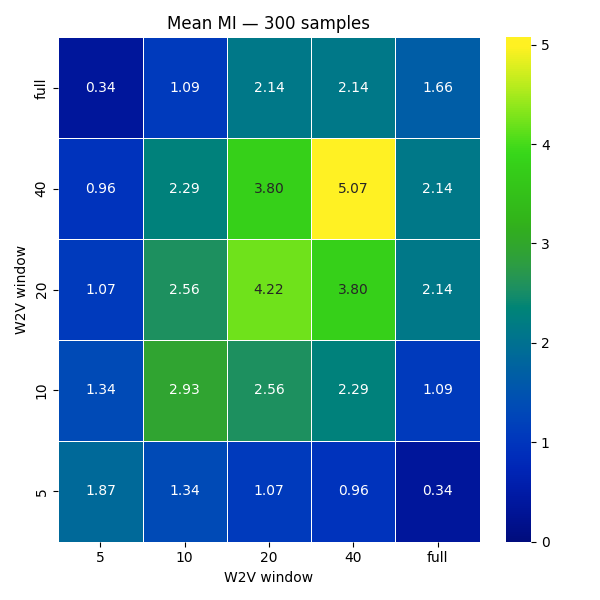 Mean MI — 300 samples
full 0.34 1.09 2.14 2.14 1.66
40 0.96 2.29 3.80 5.07 2.14
20 1.07 2.56 4.22 3.80 2.14
10 1.34 2.93 2.56 2.29 1.09
5 1.87 1.34 1.07 0.96 0.34
W2V window
5 10 20 40 full
W2V window
5
4
3
2
1
0